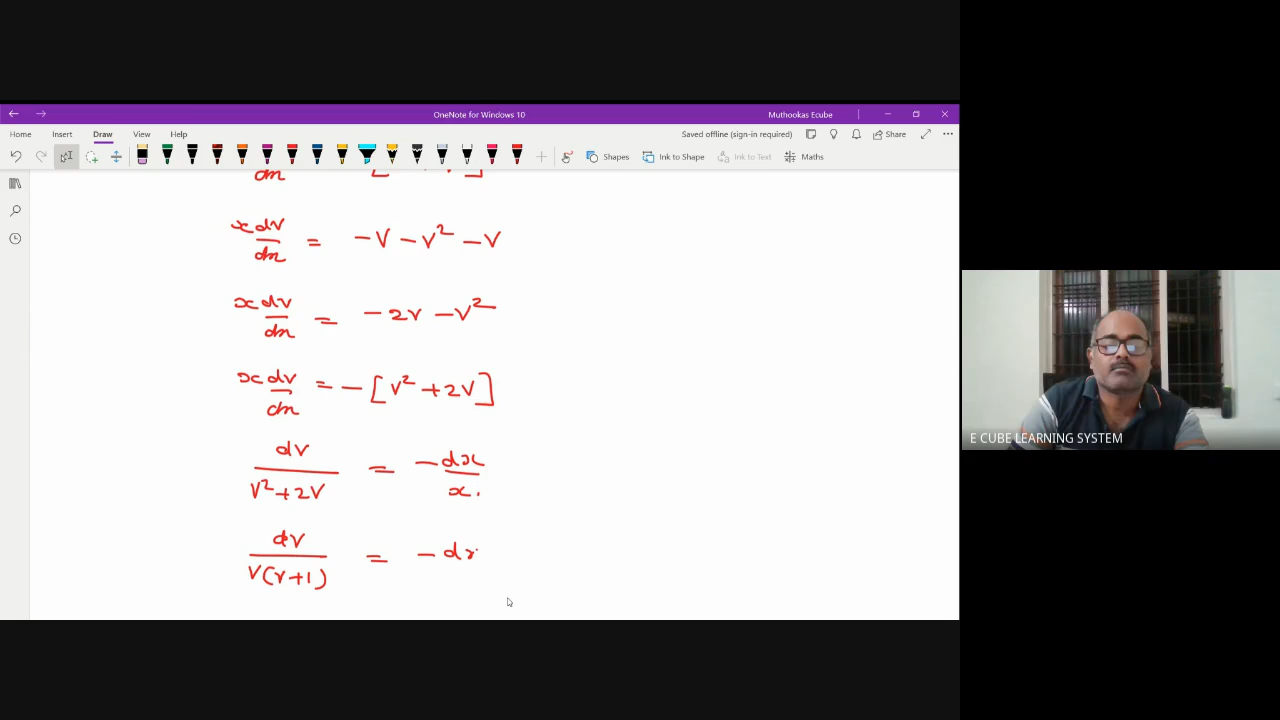 OneNote for Windows 10
Muthookas Ecube
Home Insert Draw View Help
Saved offline (sign-in required) Share
Shapes Ink to Shape Ink to Text Maths
dx
x dv/dx = -v - v² - v
x dv/dx = -2v - v²
x dv/dx = -[v² + 2v]
dv/v²+2v = -dx/x.
dv/v(v+1) = -dx
E CUBE LEARNING SYSTEM